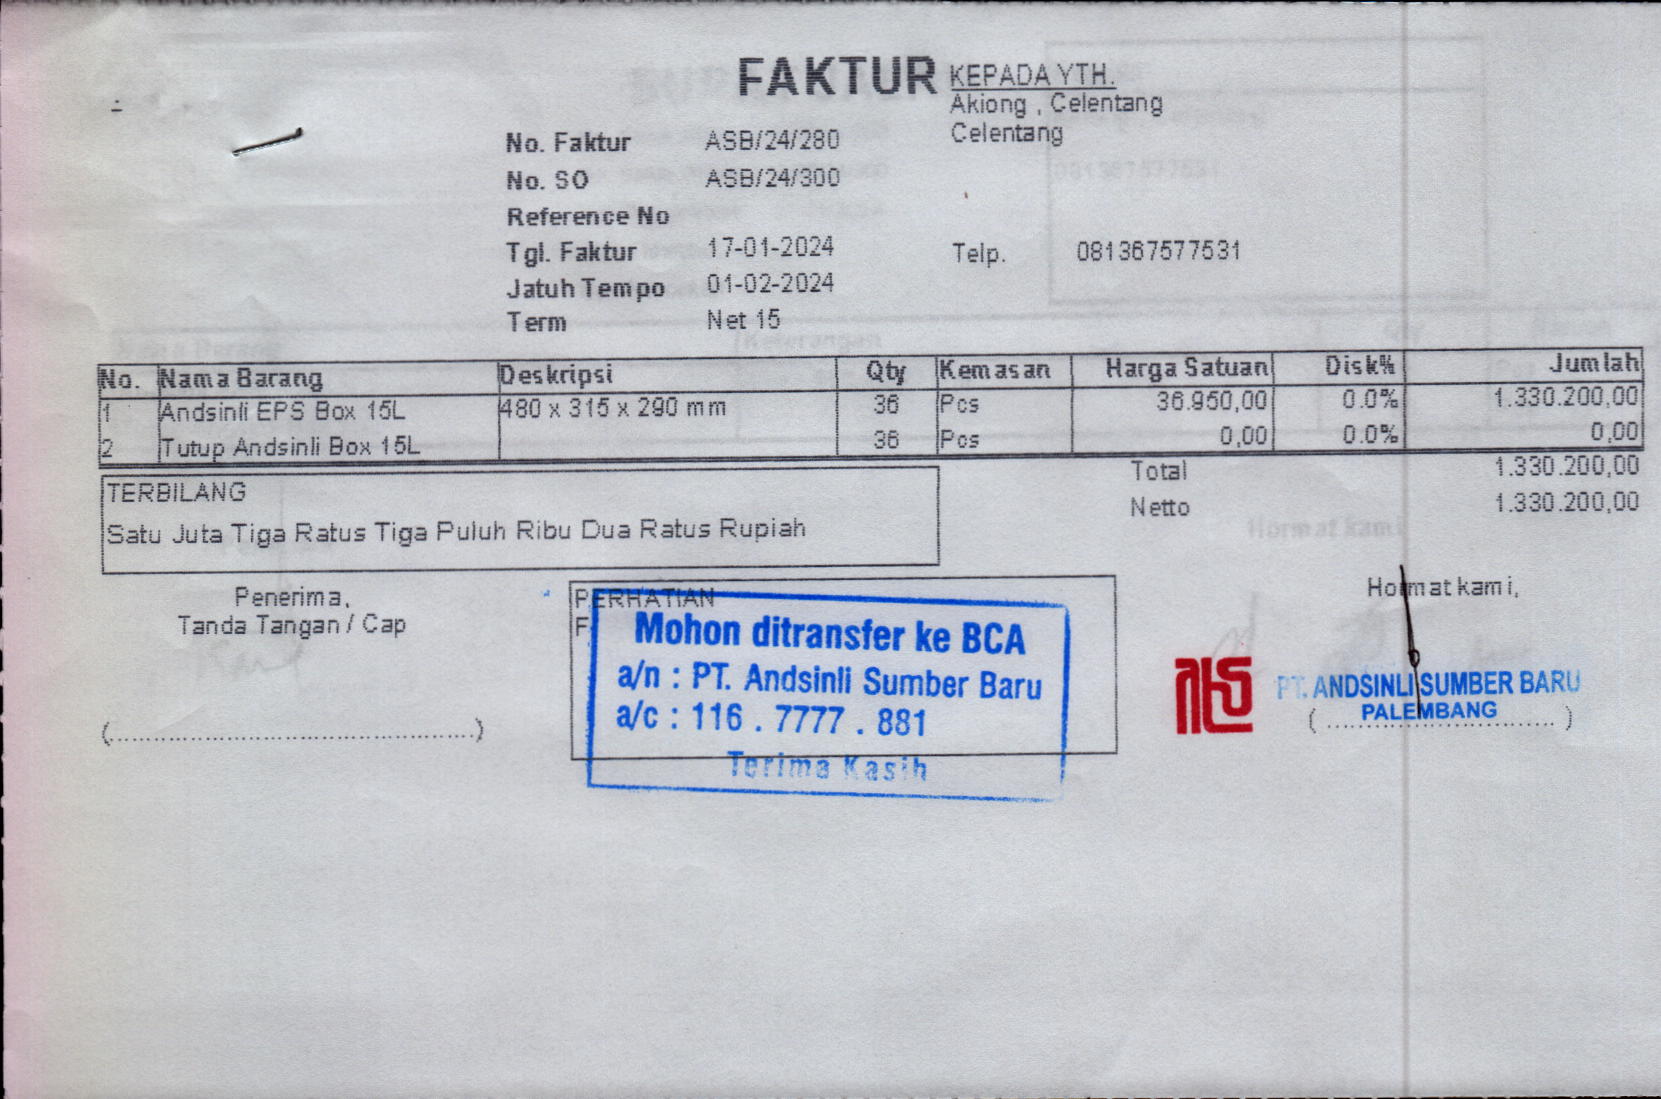 FAKTUR
KEPADA YTH.
Akiong , Celentang
Celentang
No. Faktur ASB/24/280
No. SO ASB/24/300
Reference No
Tgl. Faktur 17-01-2024
Telp. 081367577531
Jatuh Tempo 01-02-2024
Term Net 15
No. Nama Barang Deskripsi Qty Kemasan Harga Satuan Disk% Jumlah
1 Andsinli EPS Box 15L 480 x 315 x 290 mm 36 Pcs 36.950,00 0.0% 1.330.200,00
2 Tutup Andsinli Box 15L 36 Pcs 0,00 0.0% 0,00
Total 1.330.200,00
Netto 1.330.200,00
TERBILANG
Satu Juta Tiga Ratus Tiga Puluh Ribu Dua Ratus Rupiah
Penerima,
Tanda Tangan / Cap
(........................................)
PERHATIAN
Mohon ditransfer ke BCA
a/n : PT. Andsinli Sumber Baru
a/c : 116 . 7777 . 881
Terima Kasih
Hormat kami,
PT. ANDSINLI SUMBER BARU
PALEMBANG
(........................................)